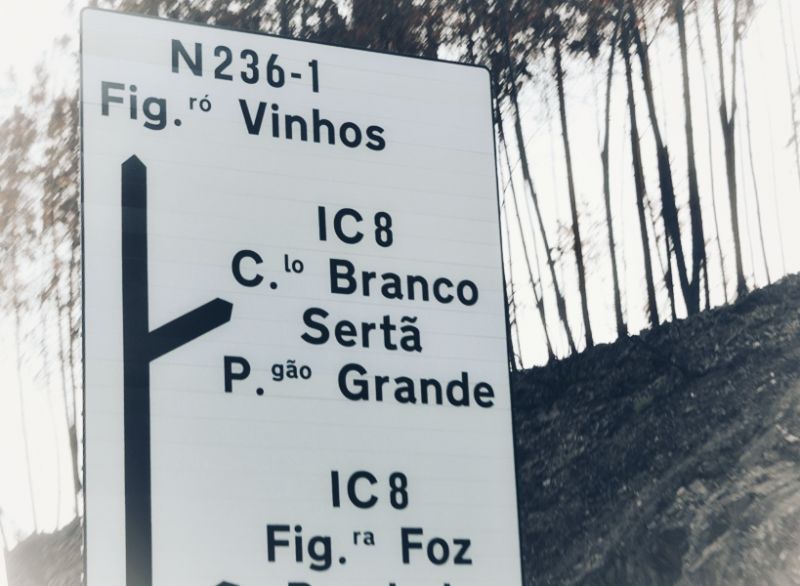 N236-1
Fig.ró Vinhos
IC8
C.lo Branco
Sertã
P.gão Grande
IC8
Fig.ra Foz